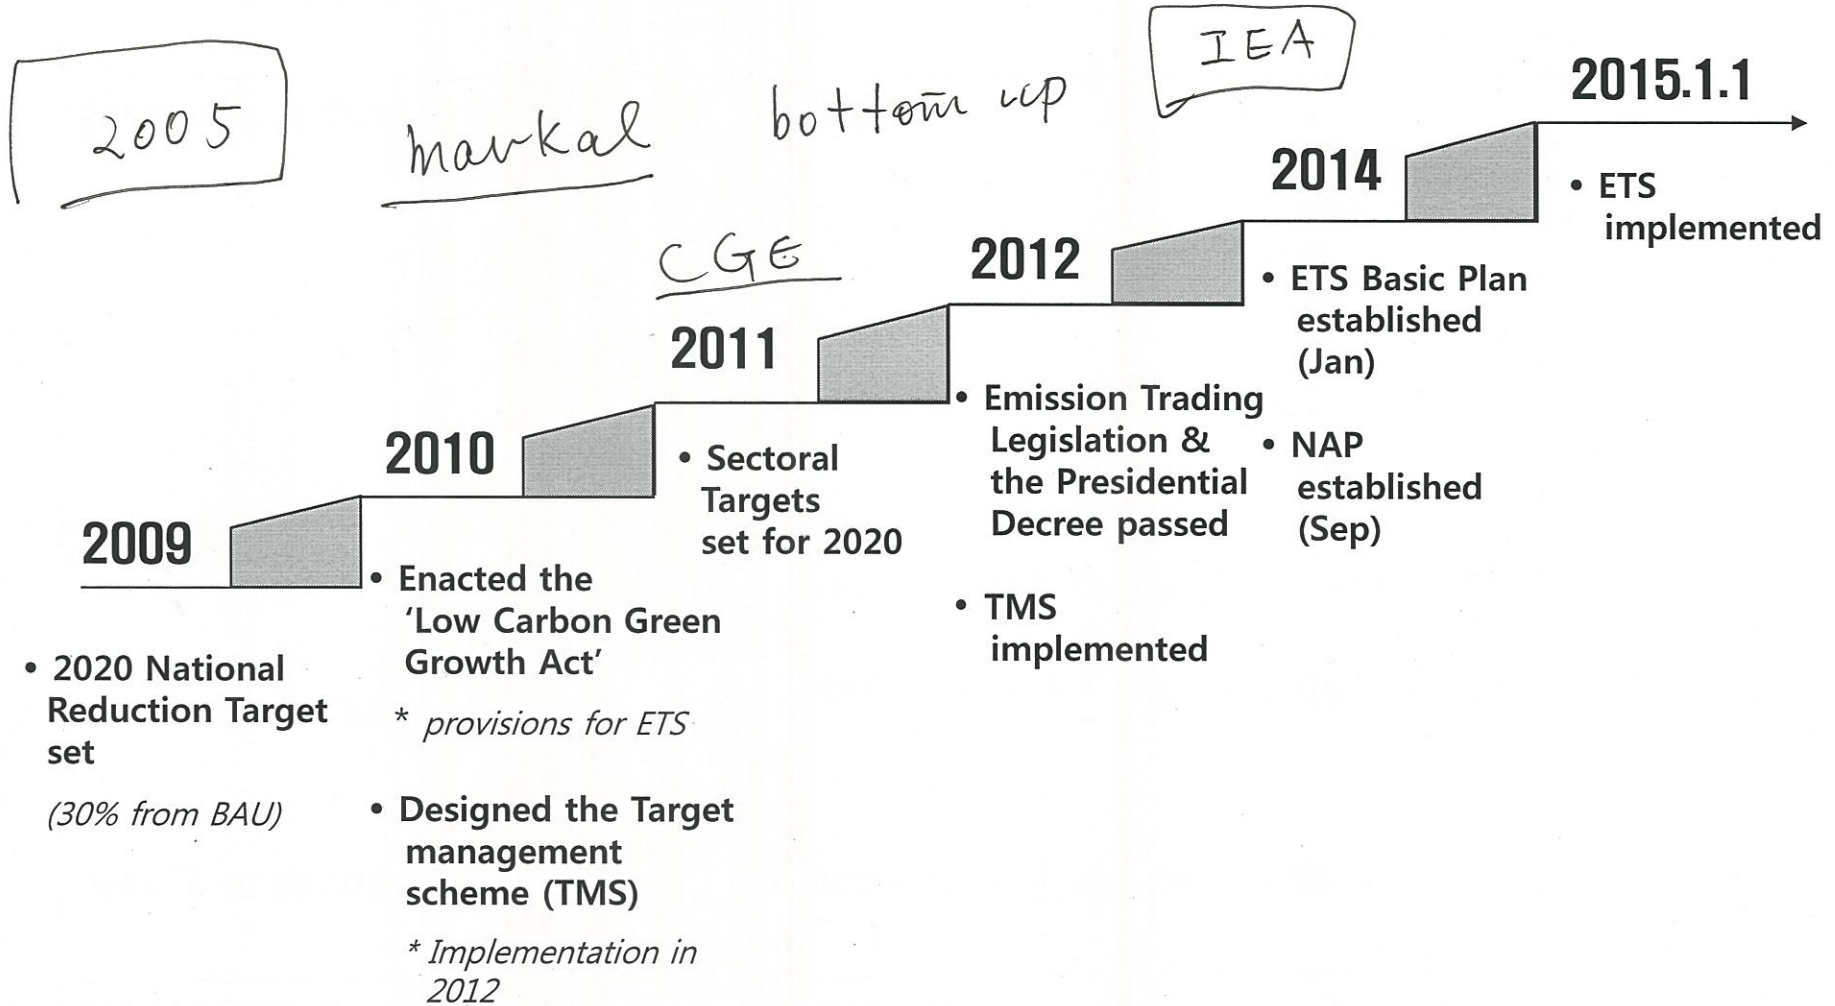 2005
markal
bottom up
IEA
CGE
2009
• 2020 National
Reduction Target
set
(30% from BAU)
2010
• Enacted the
‘Low Carbon Green
Growth Act’
* provisions for ETS
• Designed the Target
management
scheme (TMS)
* Implementation in
2012
2011
• Sectoral
Targets
set for 2020
2012
• Emission Trading
Legislation &
the Presidential
Decree passed
• TMS
implemented
2014
• ETS Basic Plan
established
(Jan)
• NAP
established
(Sep)
2015.1.1
• ETS
implemented